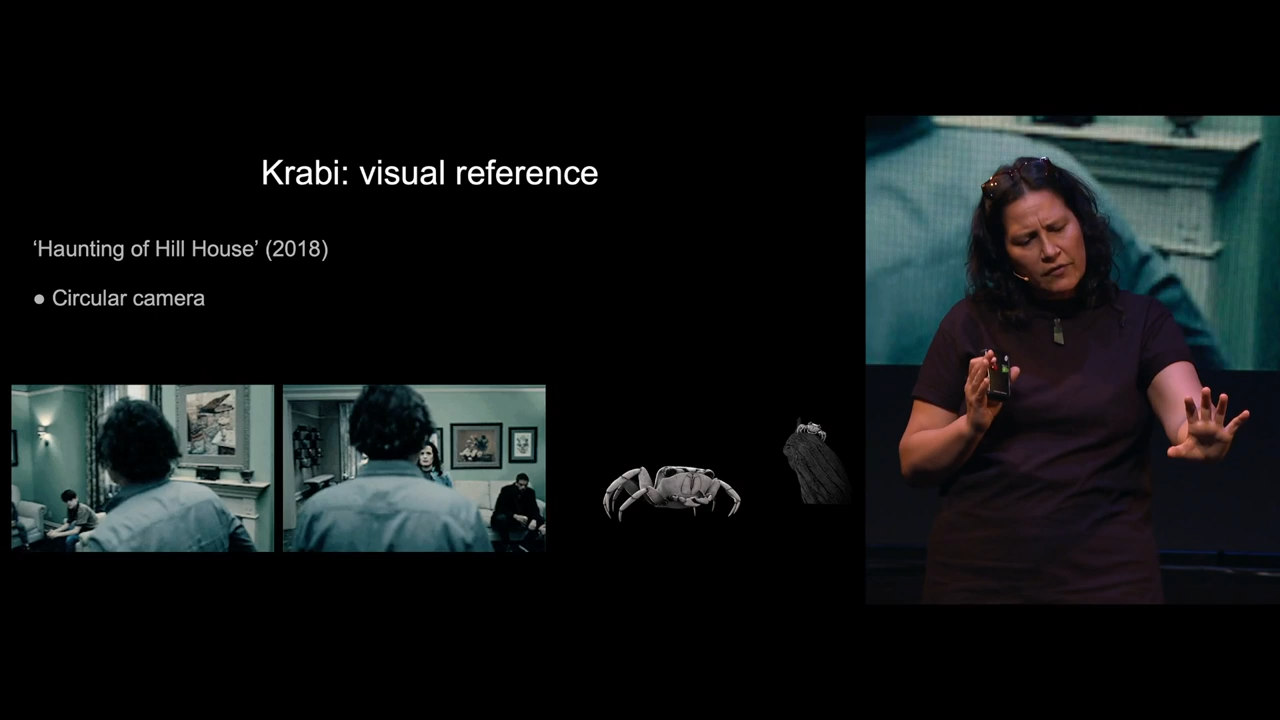 Krabi: visual reference
‘Haunting of Hill House’ (2018)
● Circular camera